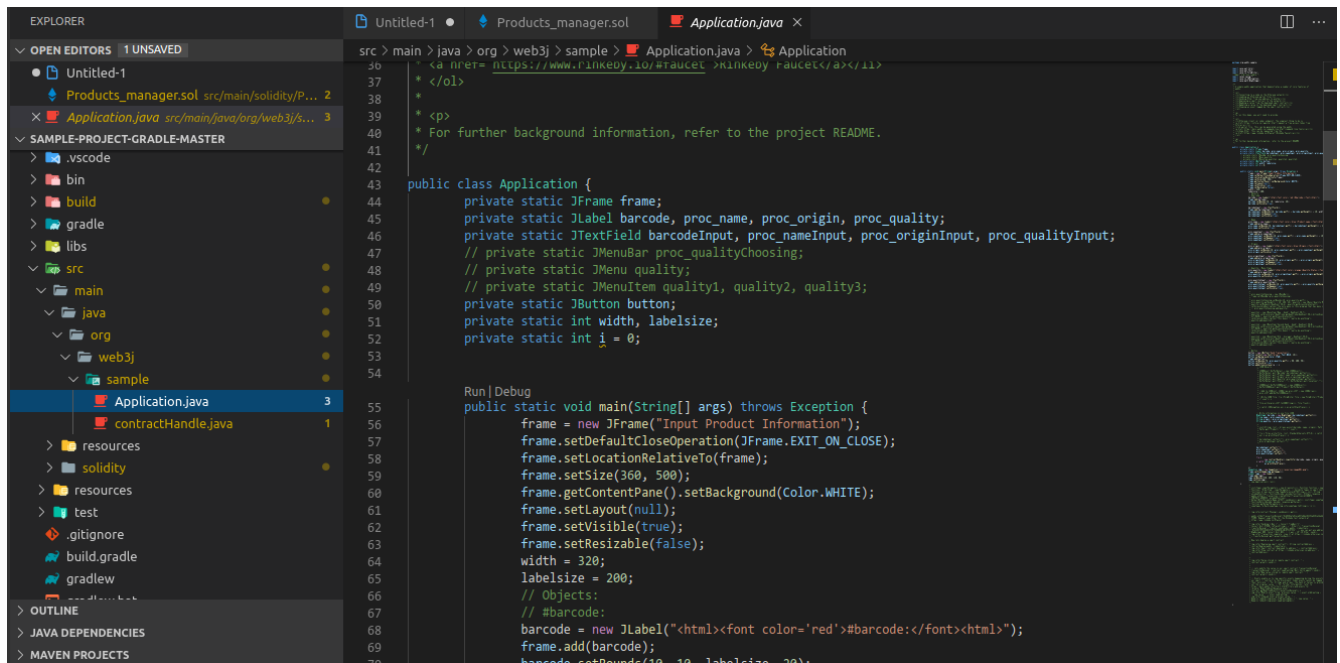 EXPLORER
OPEN EDITORS 1 UNSAVED
Untitled-1
Products_manager.sol src/main/solidity/P... 2
Application.java src/main/java/org/web3j/s... 3
SAMPLE-PROJECT-GRADLE-MASTER
.vscode
bin
build
gradle
libs
src
main
java
org
web3j
sample
Application.java 3
contractHandle.java 1
resources
solidity
resources
test
.gitignore
build.gradle
gradlew
OUTLINE
JAVA DEPENDENCIES
MAVEN PROJECTS
Untitled-1 Products_manager.sol Application.java
src > main > java > org > web3j > sample > Application.java > Application
36 * <a href="https://www.rinkeby.io/#faucet">Rinkeby Faucet</a></li>
37 * </ol>
38 *
39 * <p>
40 * For further background information, refer to the project README.
41 */
42
43 public class Application {
44 private static JFrame frame;
45 private static JLabel barcode, proc_name, proc_origin, proc_quality;
46 private static JTextField barcodeInput, proc_nameInput, proc_originInput, proc_qualityInput;
47 // private static JMenuBar proc_qualityChoosing;
48 // private static JMenu quality;
49 // private static JMenuItem quality1, quality2, quality3;
50 private static JButton button;
51 private static int width, labelsize;
52 private static int i = 0;
53
54
Run | Debug
55 public static void main(String[] args) throws Exception {
56 frame = new JFrame("Input Product Information");
57 frame.setDefaultCloseOperation(JFrame.EXIT_ON_CLOSE);
58 frame.setLocationRelativeTo(frame);
59 frame.setSize(360, 500);
60 frame.getContentPane().setBackground(Color.WHITE);
61 frame.setLayout(null);
62 frame.setVisible(true);
63 frame.setResizable(false);
64 width = 320;
65 labelsize = 200;
66 // Objects:
67 // #barcode:
68 barcode = new JLabel("<html><font color='red'>#barcode:</font><html>");
69 frame.add(barcode);